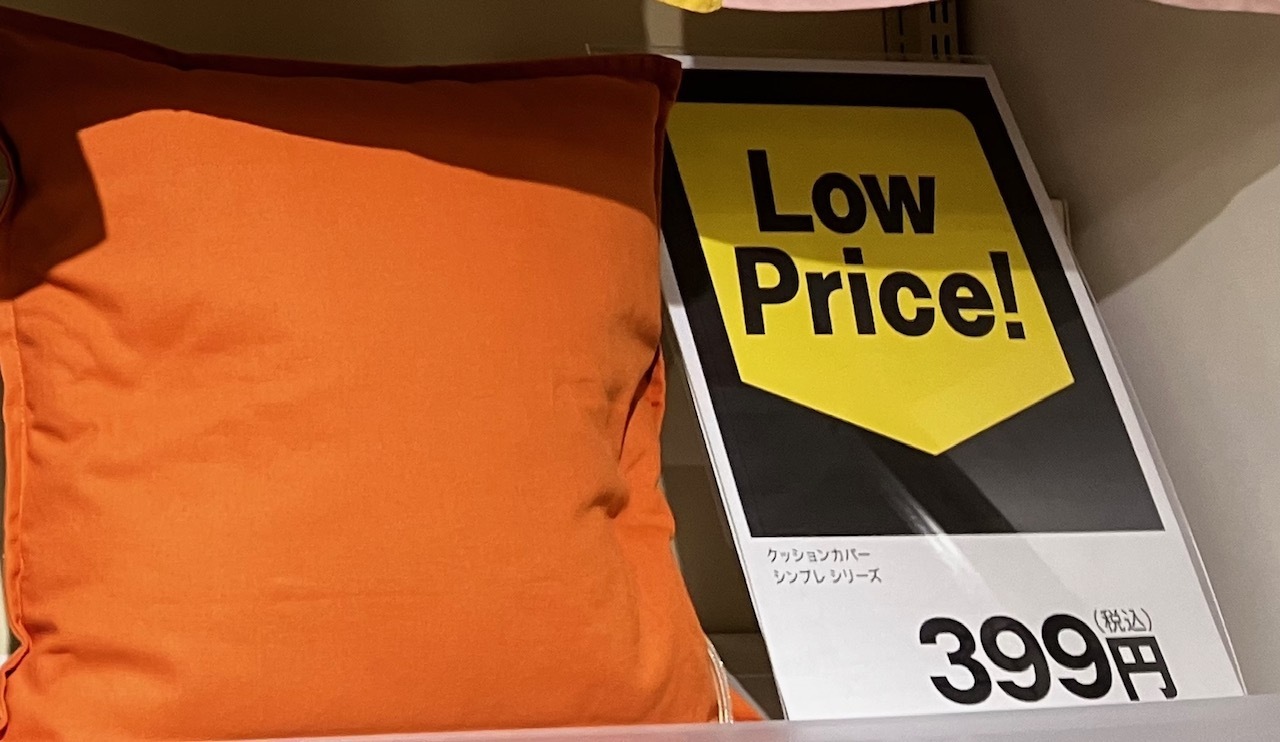 Low
Price!
クッションカバー
シンプレ シリーズ
399円(税込)